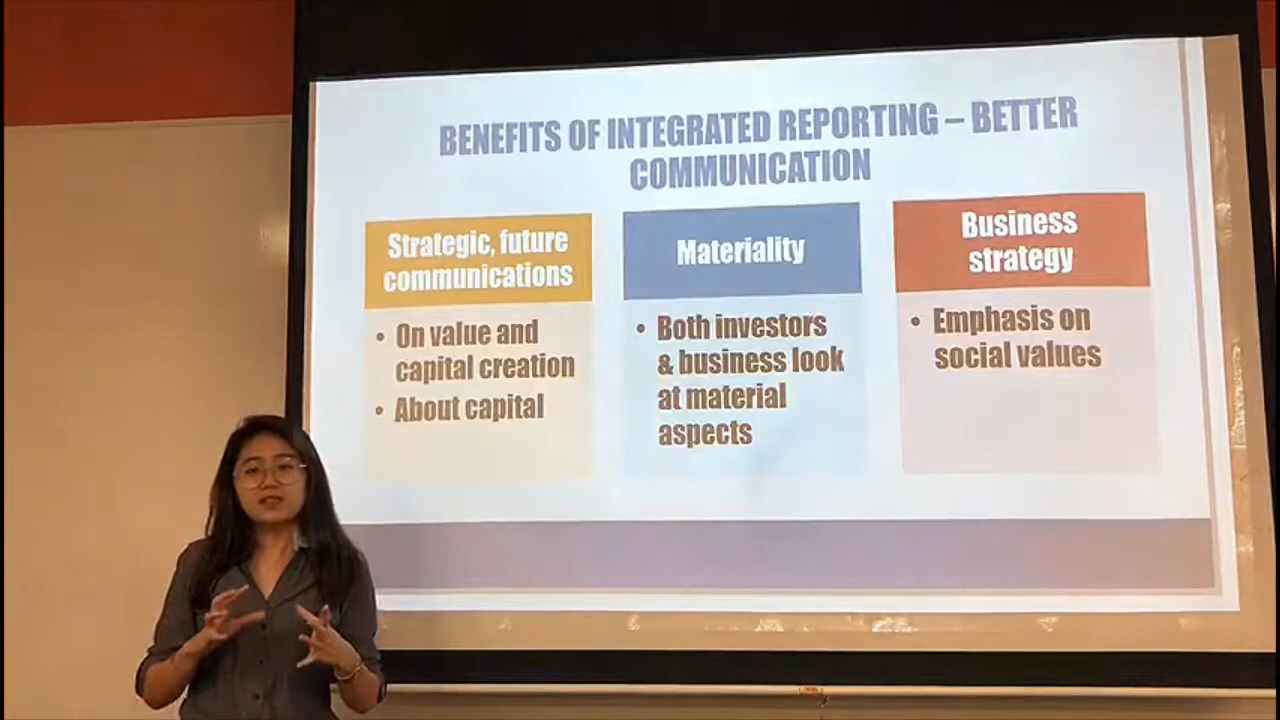 BENEFITS OF INTEGRATED REPORTING – BETTER
COMMUNICATION
Strategic, future
communications
• On value and
capital creation
• About capital
Materiality
• Both investors
& business look
at material
aspects
Business
strategy
• Emphasis on
social values